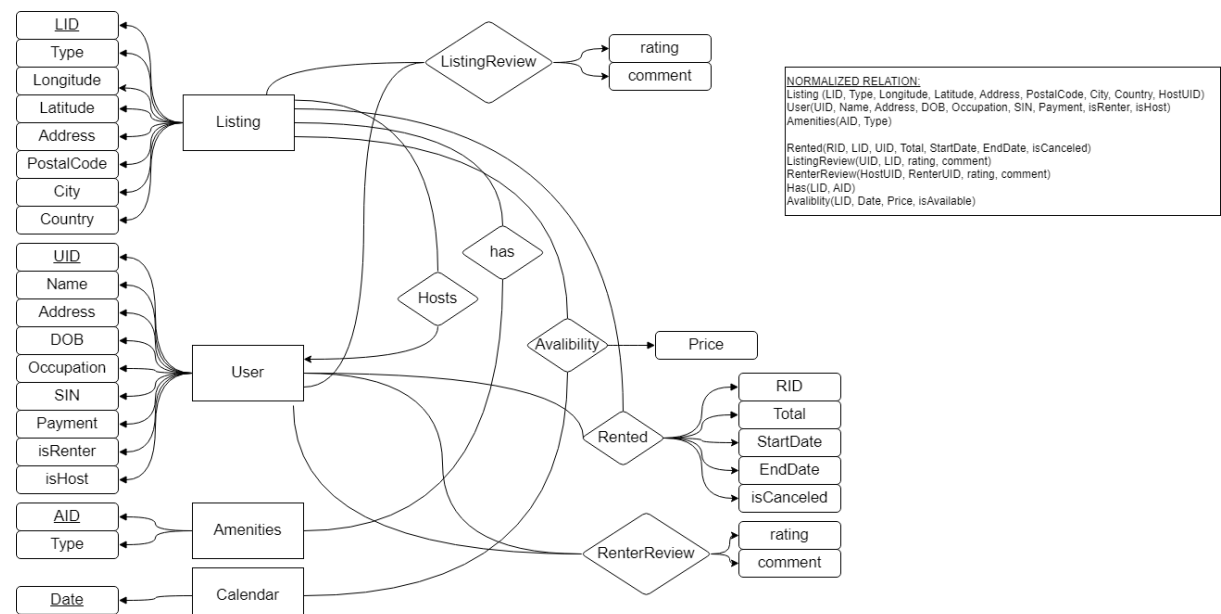 LID
Type
Longitude
Latitude
Address
PostalCode
City
Country
Listing
ListingReview
rating
comment
NORMALIZED RELATION:
Listing (LID, Type, Longitude, Latitude, Address, PostalCode, City, Country, HostUID)
User(UID, Name, Address, DOB, Occupation, SIN, Payment, isRenter, isHost)
Amenities(AID, Type)
Rented(RID, LID, UID, Total, StartDate, EndDate, isCanceled)
ListingReview(UID, LID, rating, comment)
RenterReview(HostUID, RenterUID, rating, comment)
Has(LID, AID)
Avaliblity(LID, Date, Price, isAvailable)
has
Hosts
UID
Name
Address
DOB
Occupation
SIN
Payment
isRenter
isHost
User
Avalibility
Price
Rented
RID
Total
StartDate
EndDate
isCanceled
AID
Type
Amenities
RenterReview
rating
comment
Date
Calendar